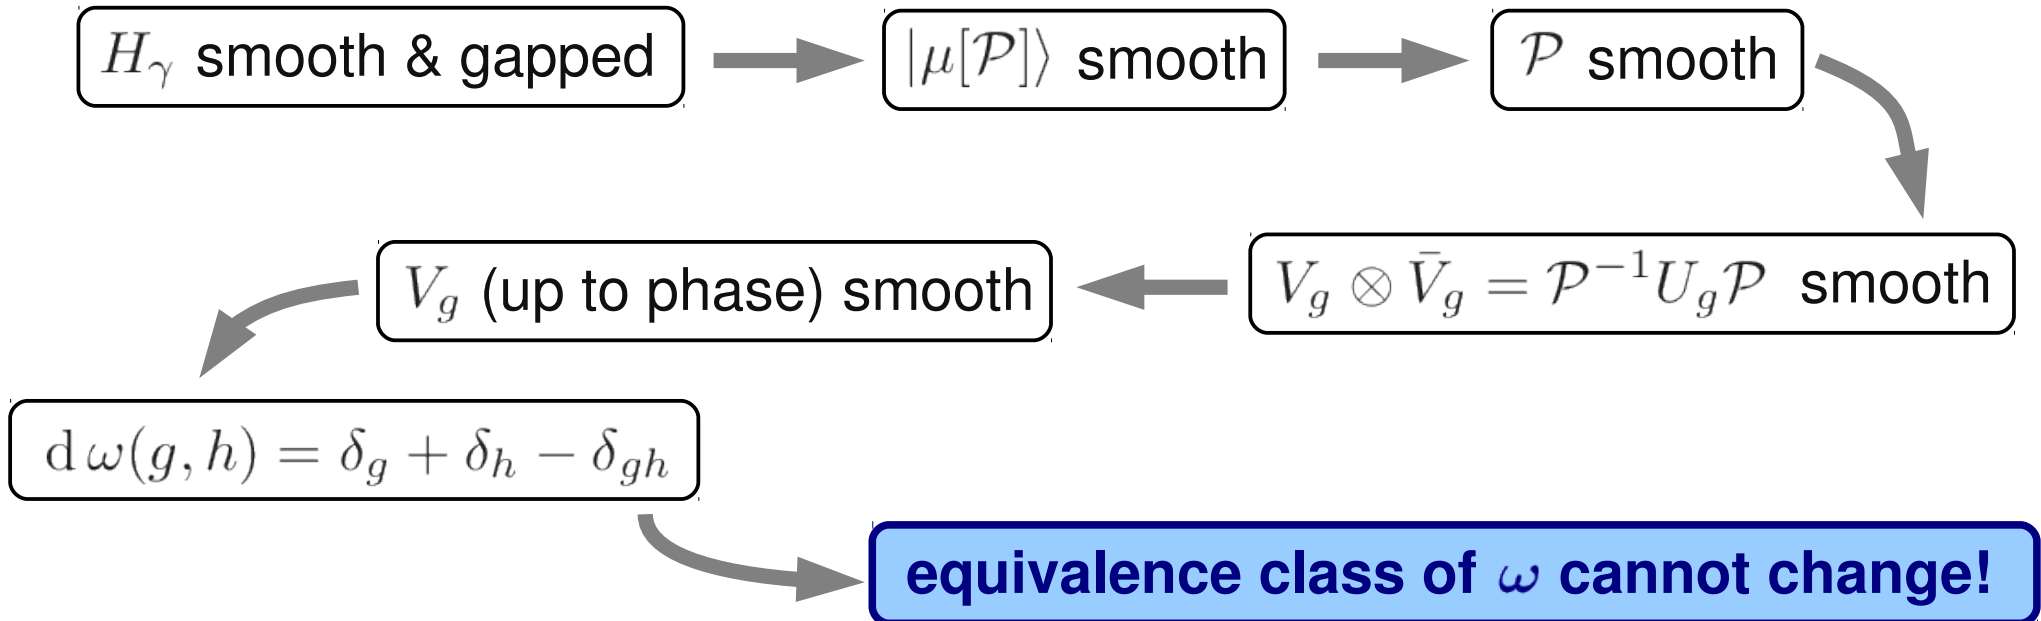 H_γ smooth & gapped
|μ[𝒫]⟩ smooth
𝒫 smooth
V_g ⊗ V̄_g = 𝒫^{-1}U_g𝒫 smooth
V_g (up to phase) smooth
d ω(g, h) = δ_g + δ_h − δ_{gh}
equivalence class of ω cannot change!